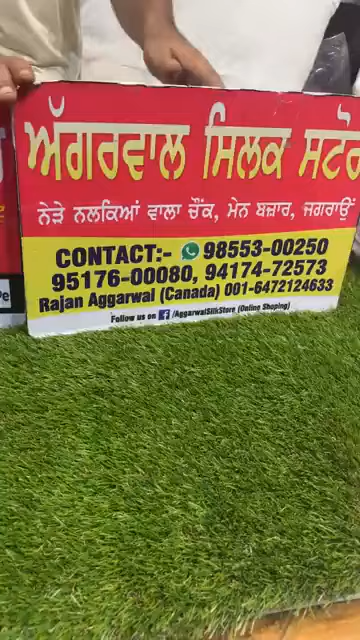 ਅੱਗਰਵਾਲ ਸਿਲਕ ਸਟੋਰ
ਨੇੜੇ ਨਲਕਿਆਂ ਵਾਲਾ ਚੌਂਕ, ਮੇਨ ਬਜ਼ਾਰ, ਜਗਰਾਉਂ
CONTACT:- 98553-00250
95176-00080, 94174-72573
Rajan Aggarwal (Canada) 001-6472124633
Follow us on f /AggarwalSilkStore (Online Shoping)